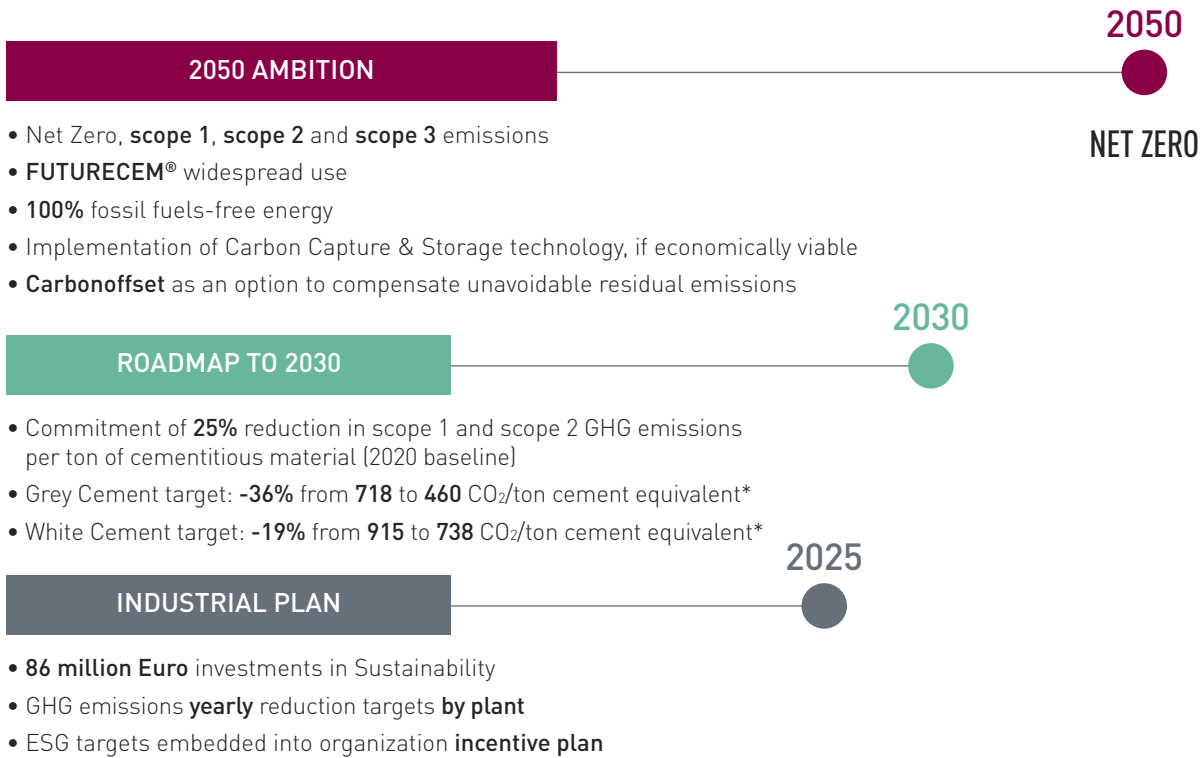 2050
2050 AMBITION
• Net Zero, scope 1, scope 2 and scope 3 emissions
NET ZERO
• FUTURECEM® widespread use
• 100% fossil fuels-free energy
• Implementation of Carbon Capture & Storage technology, if economically viable
• Carbonoffset as an option to compensate unavoidable residual emissions
2030
ROADMAP TO 2030
• Commitment of 25% reduction in scope 1 and scope 2 GHG emissions
per ton of cementitious material (2020 baseline)
• Grey Cement target: -36% from 718 to 460 CO₂/ton cement equivalent*
• White Cement target: -19% from 915 to 738 CO₂/ton cement equivalent*
2025
INDUSTRIAL PLAN
• 86 million Euro investments in Sustainability
• GHG emissions yearly reduction targets by plant
• ESG targets embedded into organization incentive plan